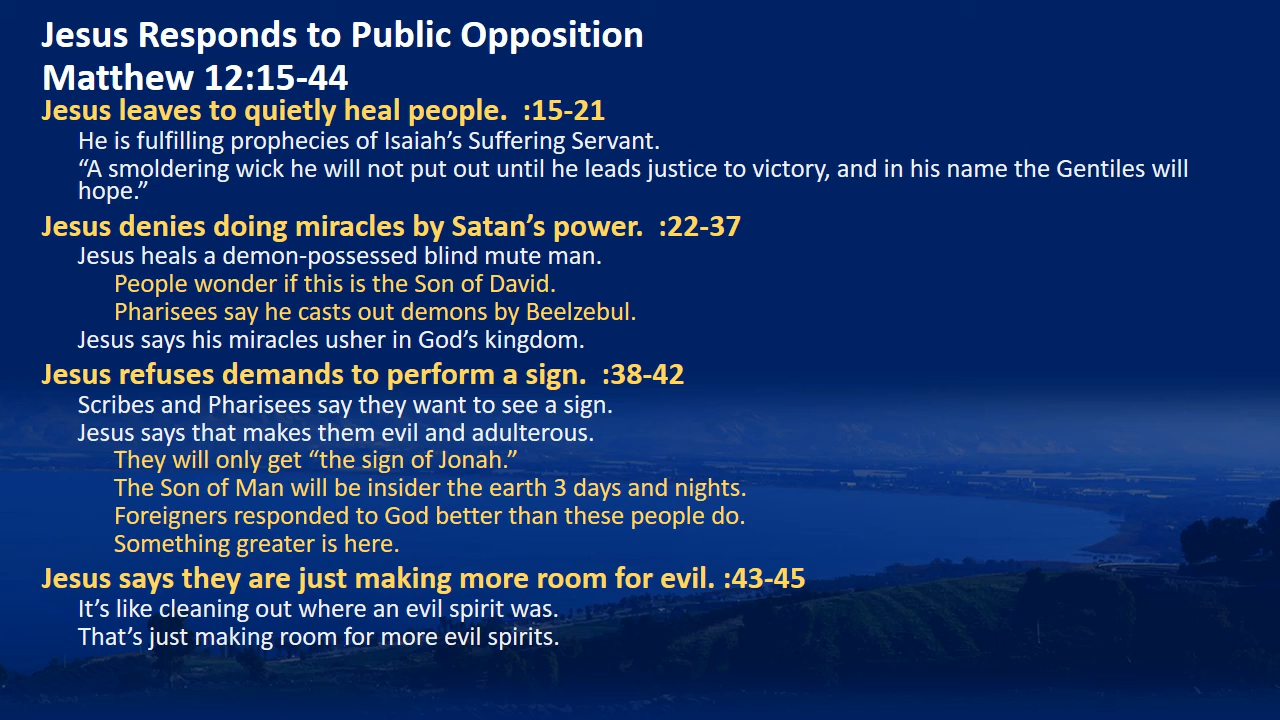 Jesus Responds to Public Opposition
Matthew 12:15-44
Jesus leaves to quietly heal people.  :15-21
He is fulfilling prophecies of Isaiah’s Suffering Servant.
“A smoldering wick he will not put out until he leads justice to victory, and in his name the Gentiles will
hope.”
Jesus denies doing miracles by Satan’s power.  :22-37
Jesus heals a demon-possessed blind mute man.
People wonder if this is the Son of David.
Pharisees say he casts out demons by Beelzebul.
Jesus says his miracles usher in God’s kingdom.
Jesus refuses demands to perform a sign.  :38-42
Scribes and Pharisees say they want to see a sign.
Jesus says that makes them evil and adulterous.
They will only get “the sign of Jonah.”
The Son of Man will be insider the earth 3 days and nights.
Foreigners responded to God better than these people do.
Something greater is here.
Jesus says they are just making more room for evil. :43-45
It’s like cleaning out where an evil spirit was.
That’s just making room for more evil spirits.